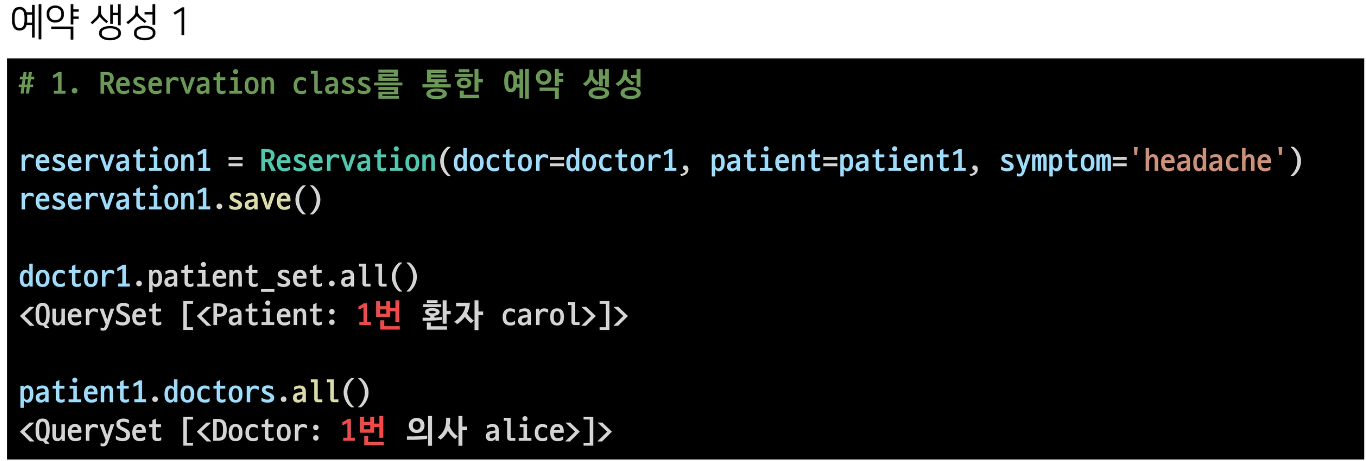 예약 생성 1
# 1. Reservation class를 통한 예약 생성
reservation1 = Reservation(doctor=doctor1, patient=patient1, symptom='headache')
reservation1.save()
doctor1.patient_set.all()
<QuerySet [<Patient: 1번 환자 carol>]>
patient1.doctors.all()
<QuerySet [<Doctor: 1번 의사 alice>]>